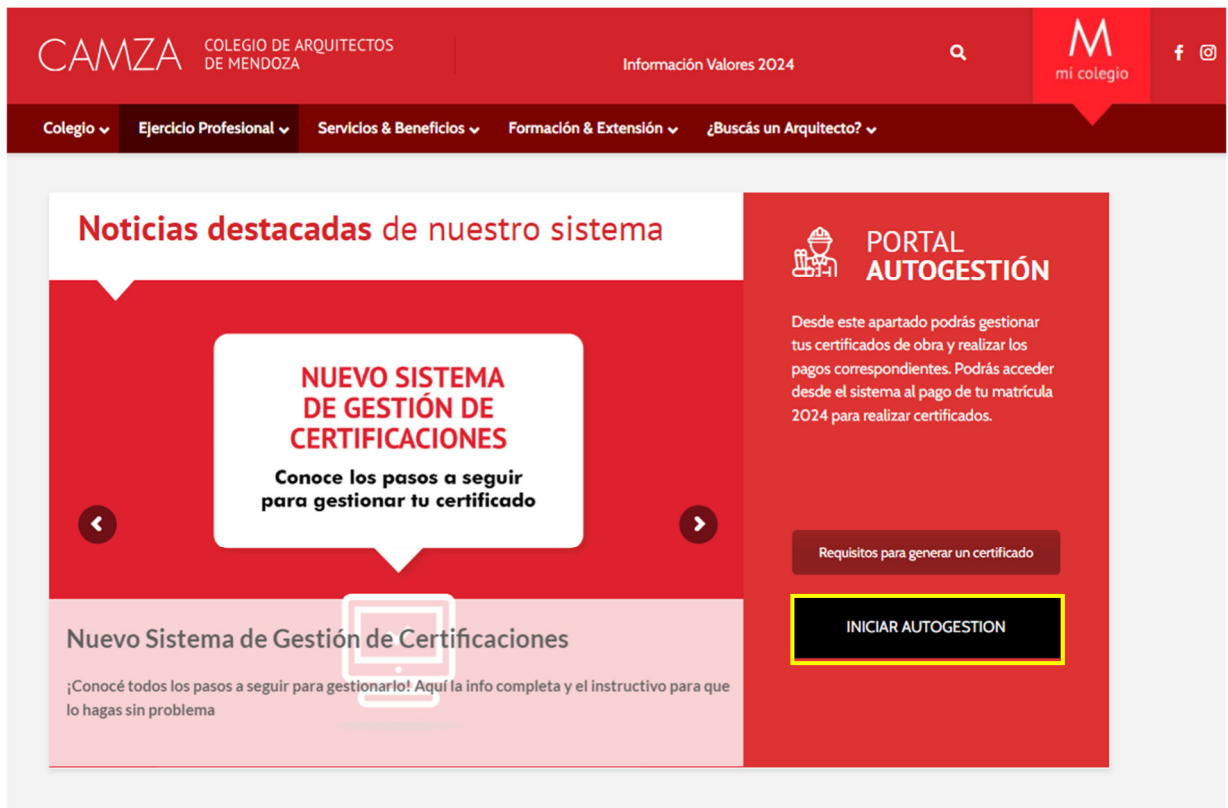 CAMZA
COLEGIO DE ARQUITECTOS
DE MENDOZA
Información Valores 2024
M
mi colegio
Colegio
Ejercicio Profesional
Servicios & Beneficios
Formación & Extensión
¿Buscás un Arquitecto?
Noticias destacadas de nuestro sistema
NUEVO SISTEMA
DE GESTIÓN DE
CERTIFICACIONES
Conoce los pasos a seguir
para gestionar tu certificado
Nuevo Sistema de Gestión de Certificaciones
¡Conocé todos los pasos a seguir para gestionarlo! Aquí la info completa y el instructivo para que
lo hagas sin problema
PORTAL
AUTOGESTIÓN
Desde este apartado podrás gestionar
tus certificados de obra y realizar los
pagos correspondientes. Podrás acceder
desde el sistema al pago de tu matrícula
2024 para realizar certificados.
Requisitos para generar un certificado
INICIAR AUTOGESTION